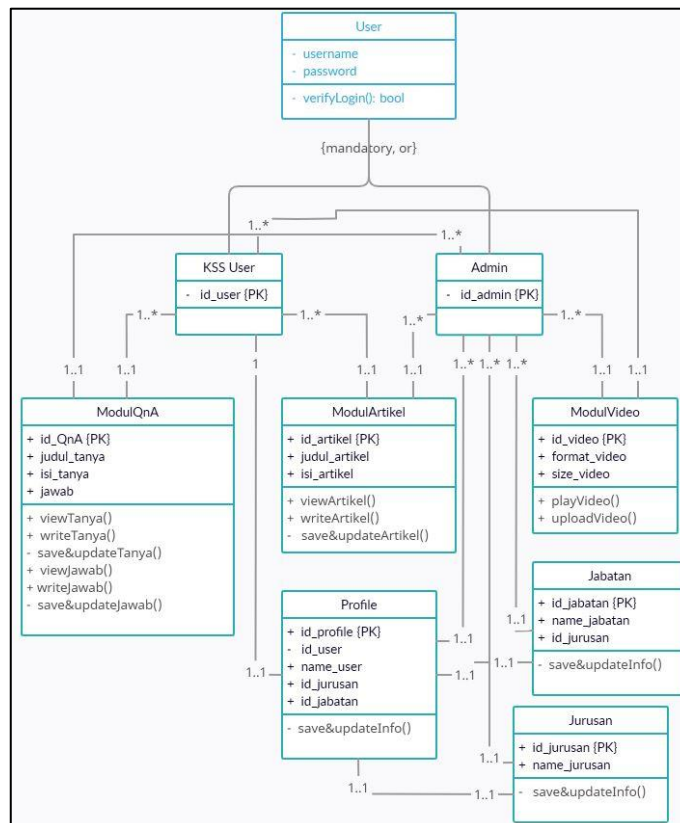 User
- username
- password
- verifyLogin(): bool
{mandatory, or}
1..*
1..*
KSS User
- id_user {PK}
Admin
- id_admin {PK}
1..*
1..*
1..*
1..*
1
1..*
1..*
1..*
1..1
1..1
1..1
1..1
1..1
1..1
ModulQnA
+ id_QnA {PK}
+ judul_tanya
+ isi_tanya
+ jawab
+ viewTanya()
+ writeTanya()
- save&updateTanya()
+ viewJawab()
+ writeJawab()
- save&updateJawab()
ModulArtikel
+ id_artikel {PK}
+ judul_artikel
+ isi_artikel
+ viewArtikel()
+ writeArtikel()
- save&updateArtikel()
ModulVideo
+ id_video {PK}
+ format_video
+ size_video
+ playVideo()
+ uploadVideo()
Profile
+ id_profile {PK}
- id_user
+ name_user
+ id_jurusan
+ id_jabatan
- save&updateInfo()
Jabatan
+ id_jabatan {PK}
+ name_jabatan
+ id_jurusan
- save&updateInfo()
1..1
1..1
1..1
1..1
1..1
Jurusan
+ id_jurusan {PK}
+ name_jurusan
- save&updateInfo()
1..1
1..1
1..1